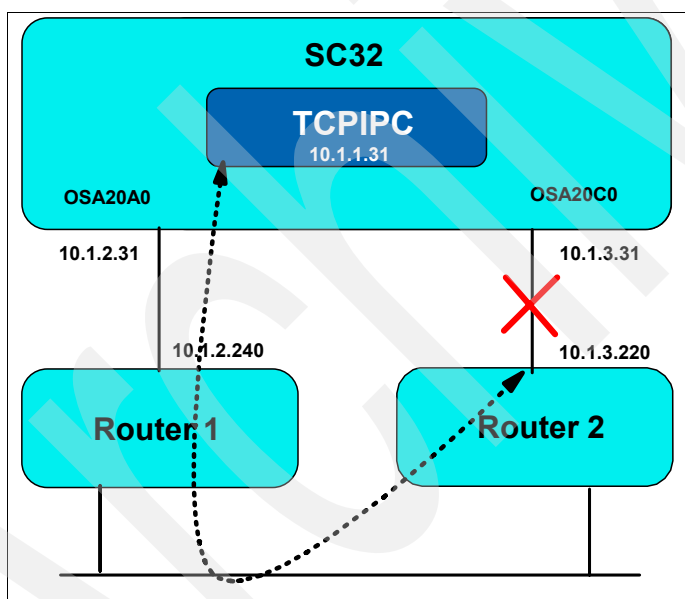 SC32
TCPIPC
10.1.1.31
OSA20A0
OSA20C0
10.1.2.31
10.1.3.31
10.1.2.240
10.1.3.220
Router 1
Router 2